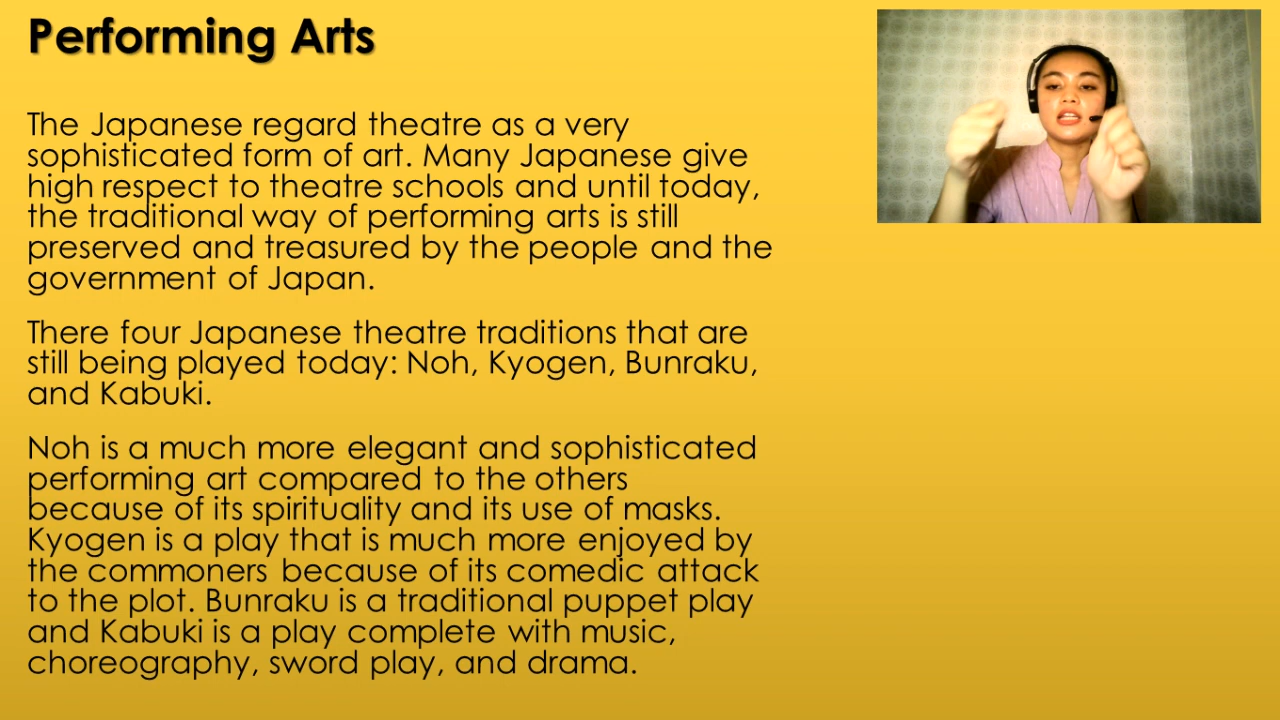 Performing Arts
The Japanese regard theatre as a very
sophisticated form of art. Many Japanese give
high respect to theatre schools and until today,
the traditional way of performing arts is still
preserved and treasured by the people and the
government of Japan.
There four Japanese theatre traditions that are
still being played today: Noh, Kyogen, Bunraku,
and Kabuki.
Noh is a much more elegant and sophisticated
performing art compared to the others
because of its spirituality and its use of masks.
Kyogen is a play that is much more enjoyed by
the commoners because of its comedic attack
to the plot. Bunraku is a traditional puppet play
and Kabuki is a play complete with music,
choreography, sword play, and drama.